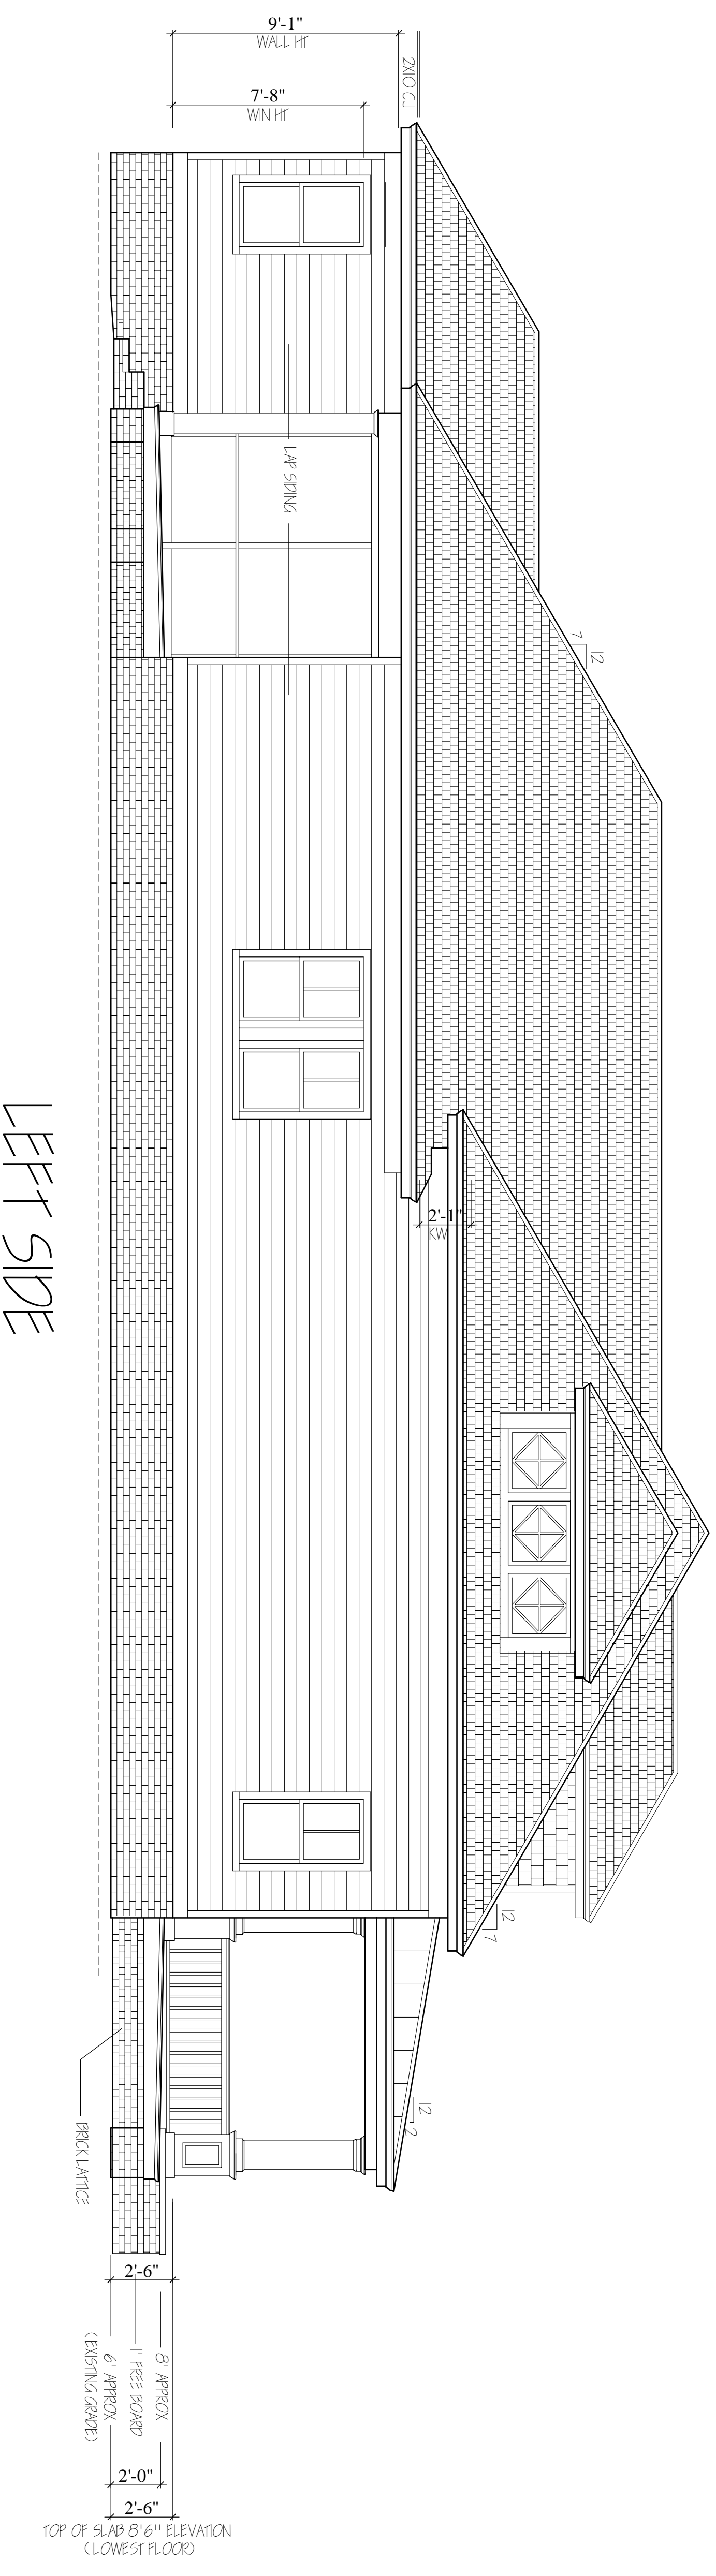 9'-1"
WALL HT
2X10 CJ
7'-8"
WIN HT
LAP SIDING
7
12
2'-1"
KW
12
7
12
2
BRICK LATTICE
2'-6"
8' APPROX
1' FREE BOARD
6' APPROX
( EXISTING GRADE)
2'-0"
2'-6"
TOP OF SLAB 8'6" ELEVATION
( LOWEST FLOOR)
LEFT SIDE